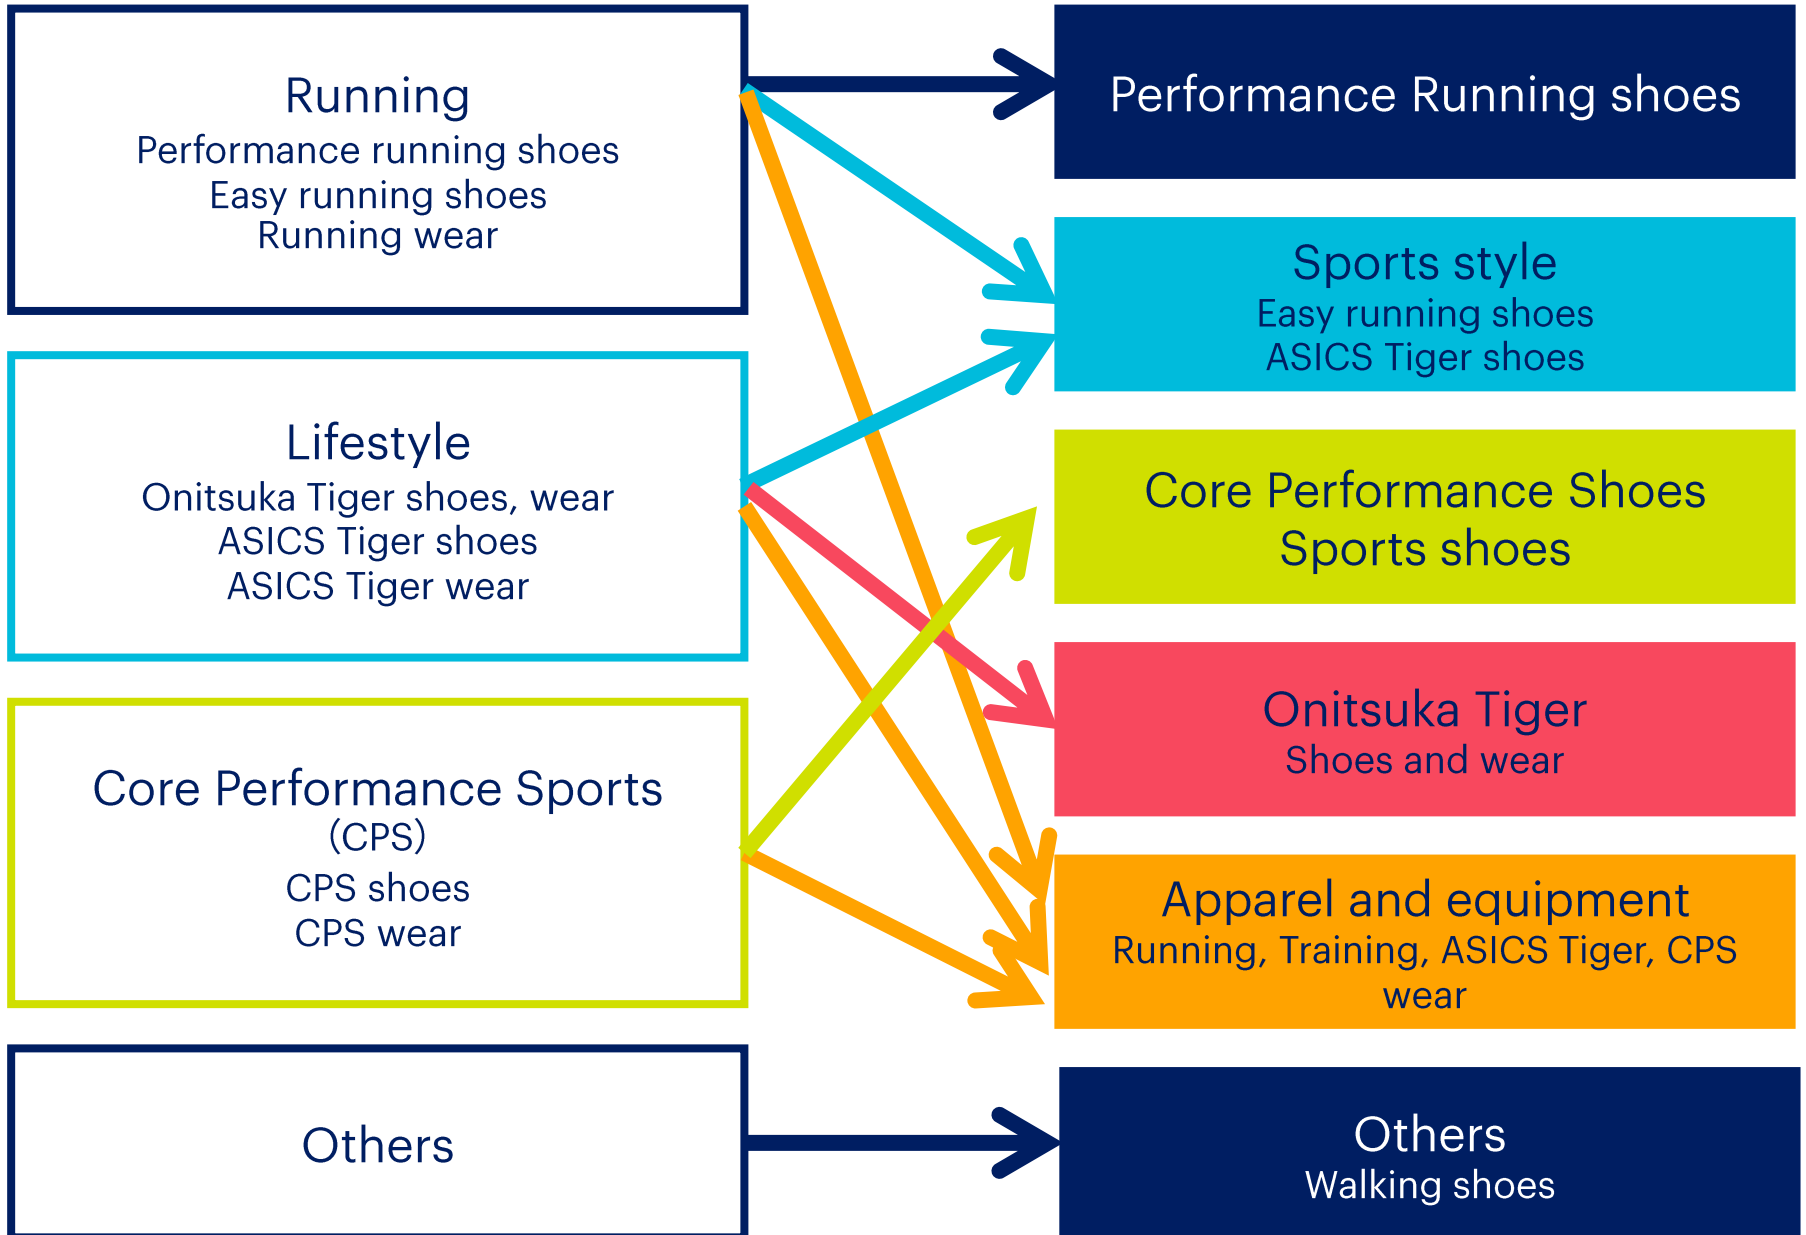 Running
Performance running shoes
Easy running shoes
Running wear
Lifestyle
Onitsuka Tiger shoes, wear
ASICS Tiger shoes
ASICS Tiger wear
Core Performance Sports
（CPS）
CPS shoes
CPS wear
Others
Performance Running shoes
Sports style
Easy running shoes
ASICS Tiger shoes
Core Performance Shoes
Sports shoes
Onitsuka Tiger
Shoes and wear
Apparel and equipment
Running, Training, ASICS Tiger, CPS
wear
Others
Walking shoes